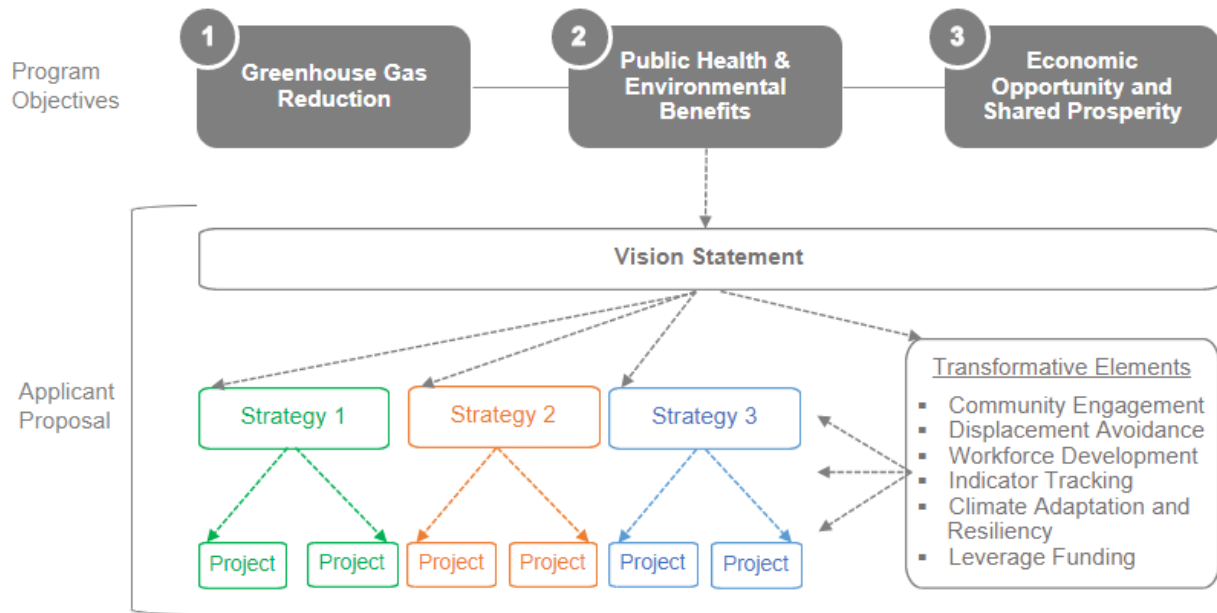 Program
Objectives
1
Greenhouse Gas
Reduction
2
Public Health &
Environmental
Benefits
3
Economic
Opportunity and
Shared Prosperity
Applicant
Proposal
Vision Statement
Strategy 1
Strategy 2
Strategy 3
Project
Project
Project
Project
Project
Project
Transformative Elements
▪ Community Engagement
▪ Displacement Avoidance
▪ Workforce Development
▪ Indicator Tracking
▪ Climate Adaptation and
Resiliency
▪ Leverage Funding